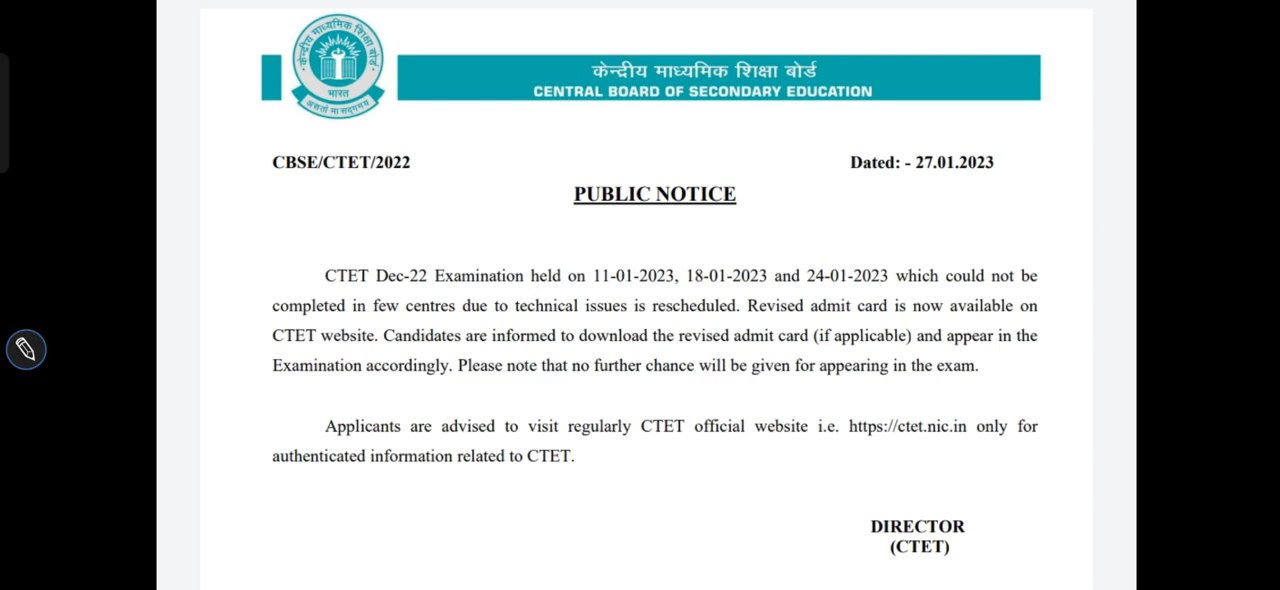 केन्द्रीय माध्यमिक शिक्षा बोर्ड
भारत
असतो मा सद्गमय
केन्द्रीय माध्यमिक शिक्षा बोर्ड
CENTRAL BOARD OF SECONDARY EDUCATION
CBSE/CTET/2022 Dated: - 27.01.2023
PUBLIC NOTICE
CTET Dec-22 Examination held on 11-01-2023, 18-01-2023 and 24-01-2023 which could not be
completed in few centres due to technical issues is rescheduled. Revised admit card is now available on
CTET website. Candidates are informed to download the revised admit card (if applicable) and appear in the
Examination accordingly. Please note that no further chance will be given for appearing in the exam.
Applicants are advised to visit regularly CTET official website i.e. https://ctet.nic.in only for
authenticated information related to CTET.
DIRECTOR
(CTET)